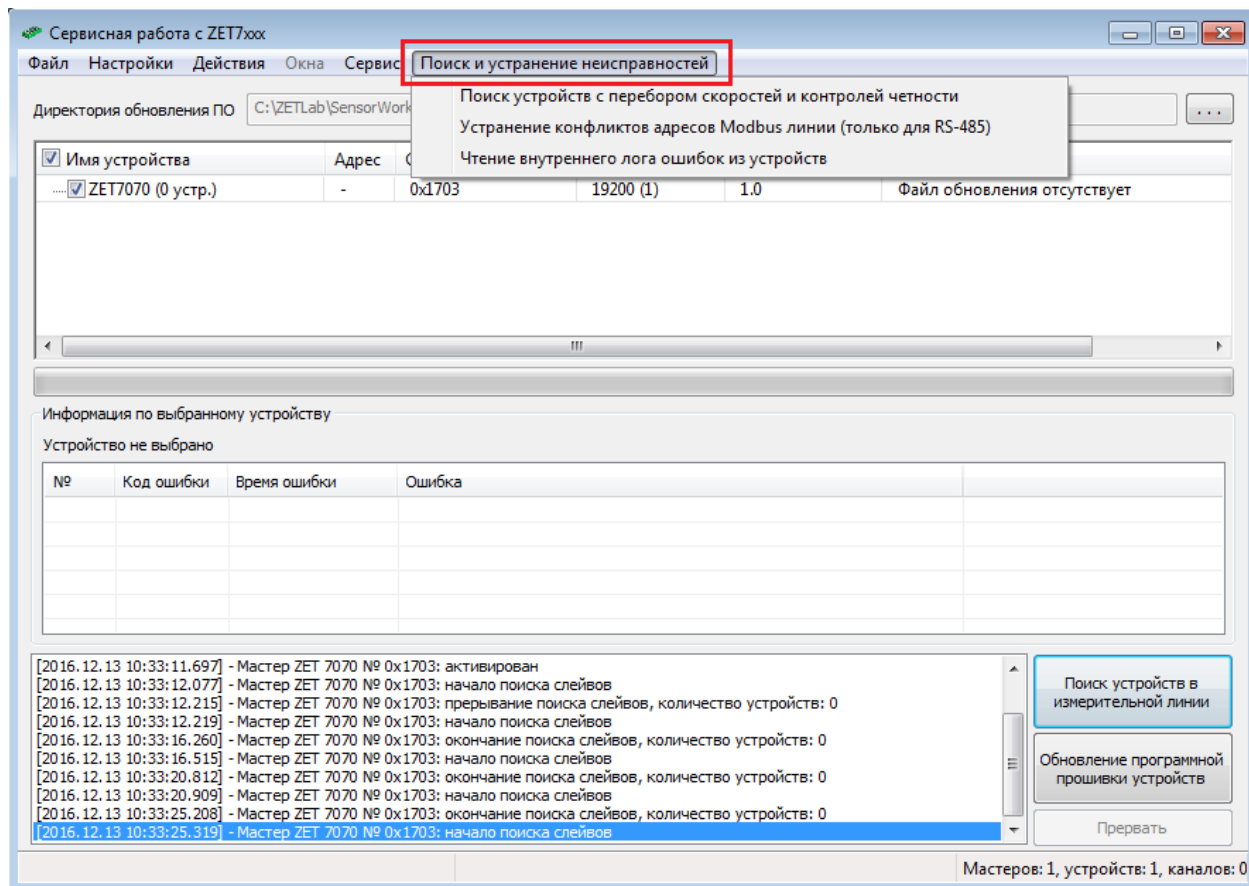 Сервисная работа с ZET7xxx
Файл Настройки Действия Окна Сервис Поиск и устранение неисправностей
Поиск устройств с перебором скоростей и контролей четности
Устранение конфликтов адресов Modbus линии (только для RS-485)
Чтение внутреннего лога ошибок из устройств
Директория обновления ПО C:\ZETLab\SensorWork ...
Имя устройства Адрес
ZET7070 (0 устр.) - 0x1703 19200 (1) 1.0 Файл обновления отсутствует
Информация по выбранному устройству
Устройство не выбрано
№ Код ошибки Время ошибки Ошибка
[2016.12.13 10:33:11.697] - Мастер ZET 7070 № 0x1703: активирован
[2016.12.13 10:33:12.077] - Мастер ZET 7070 № 0x1703: начало поиска слейвов
[2016.12.13 10:33:12.215] - Мастер ZET 7070 № 0x1703: прерывание поиска слейвов, количество устройств: 0
[2016.12.13 10:33:12.219] - Мастер ZET 7070 № 0x1703: начало поиска слейвов
[2016.12.13 10:33:16.260] - Мастер ZET 7070 № 0x1703: окончание поиска слейвов, количество устройств: 0
[2016.12.13 10:33:16.515] - Мастер ZET 7070 № 0x1703: начало поиска слейвов
[2016.12.13 10:33:20.812] - Мастер ZET 7070 № 0x1703: окончание поиска слейвов, количество устройств: 0
[2016.12.13 10:33:20.909] - Мастер ZET 7070 № 0x1703: начало поиска слейвов
[2016.12.13 10:33:25.208] - Мастер ZET 7070 № 0x1703: окончание поиска слейвов, количество устройств: 0
[2016.12.13 10:33:25.319] - Мастер ZET 7070 № 0x1703: начало поиска слейвов
Поиск устройств в
измерительной линии
Обновление программной
прошивки устройств
Прервать
Мастеров: 1, устройств: 1, каналов: 0